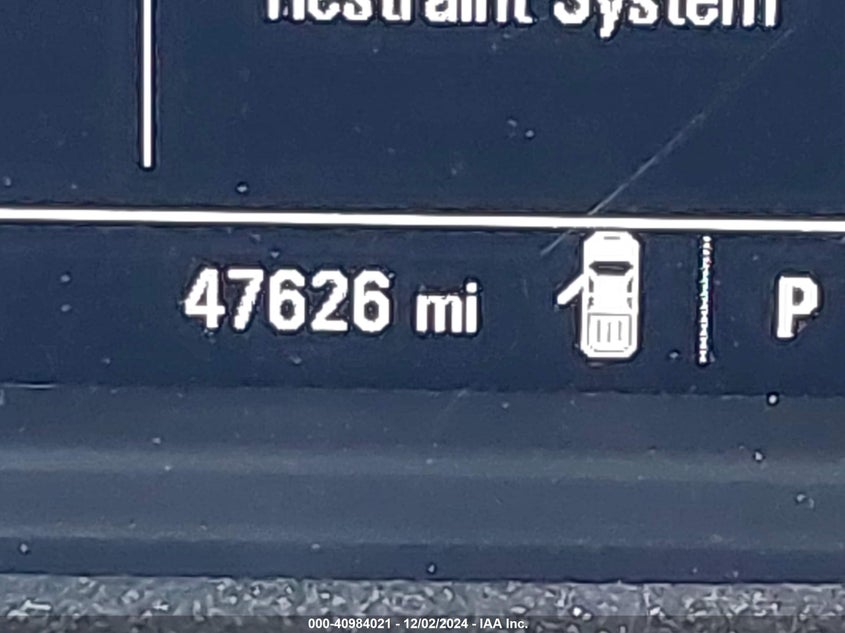 Restraint System
47626 mi P
000-40984021 - 12/02/2024 - IAA Inc.